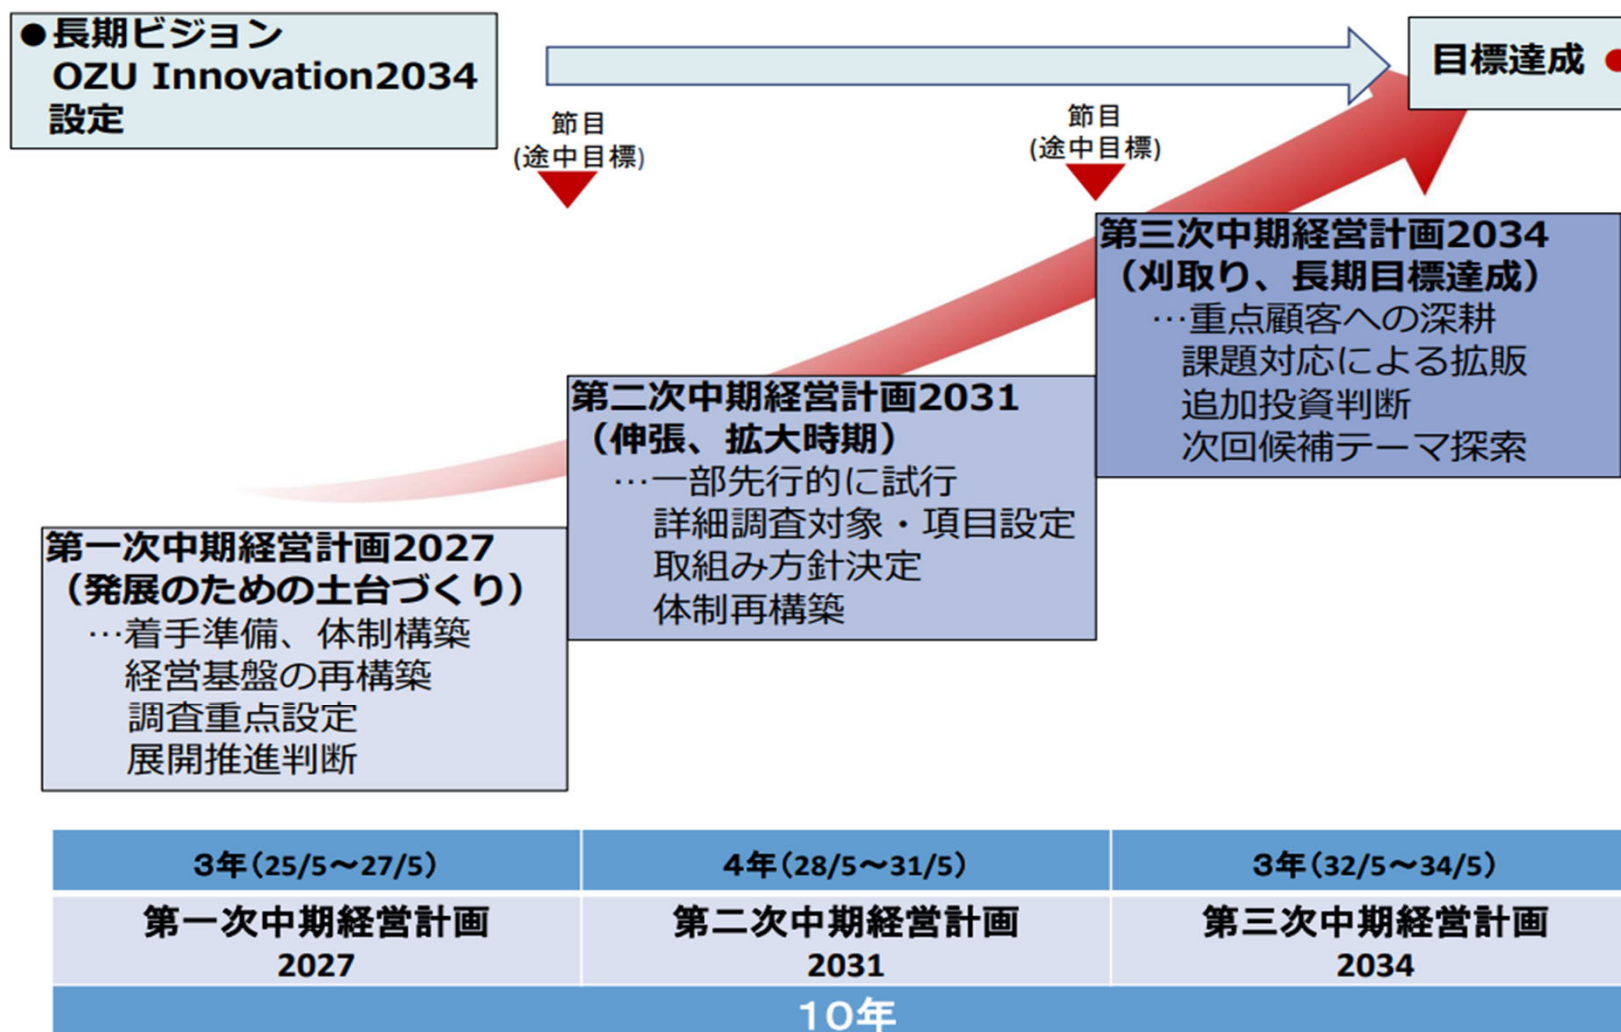 ●長期ビジョン
OZU Innovation2034
設定
目標達成 ●
節目
(途中目標)
節目
(途中目標)
第三次中期経営計画2034
（刈取り、長期目標達成）
…重点顧客への深耕
課題対応による拡販
追加投資判断
次回候補テーマ探索
第二次中期経営計画2031
（伸張、拡大時期）
…一部先行的に試行
詳細調査対象・項目設定
取組み方針決定
体制再構築
第一次中期経営計画2027
（発展のための土台づくり）
…着手準備、体制構築
経営基盤の再構築
調査重点設定
展開推進判断
３年（25/5～27/5）
4年（28/5～31/5）
３年（32/5～34/5）
第一次中期経営計画
2027
第二次中期経営計画
2031
第三次中期経営計画
2034
１０年